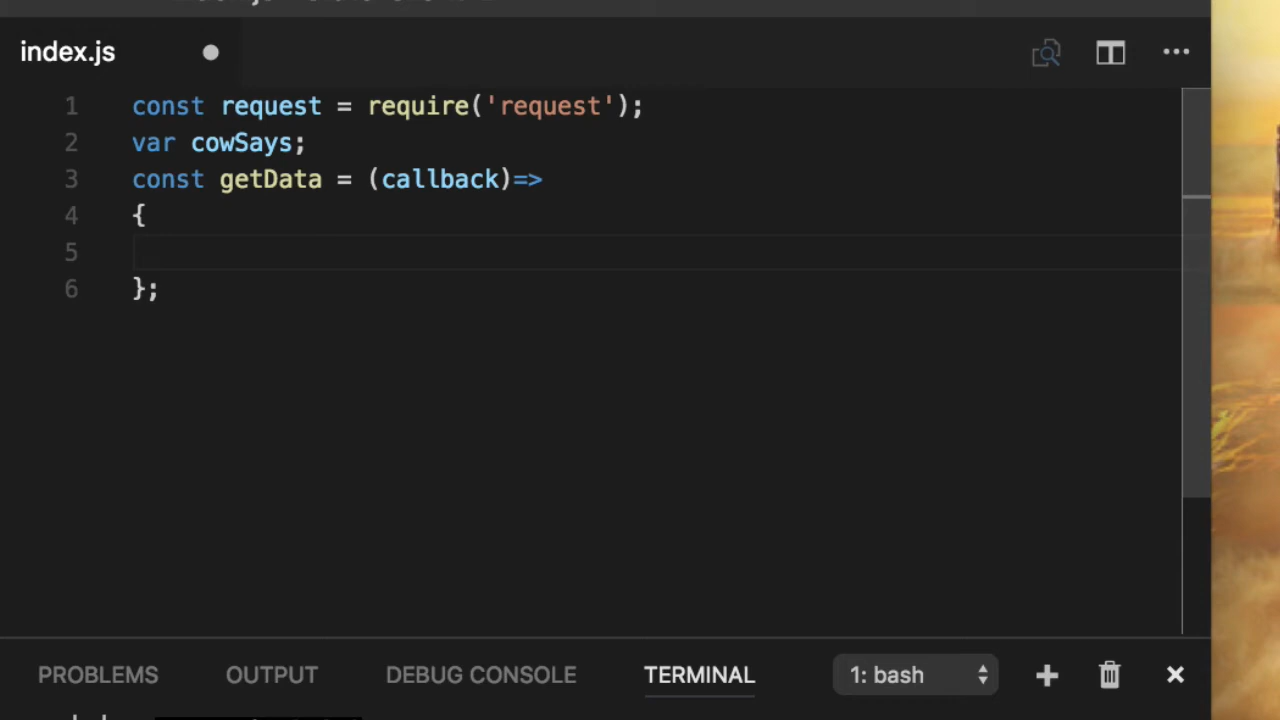 index.js
1 const request = require('request');
2 var cowSays;
3 const getData = (callback)=>
4 {
5
6 };
PROBLEMS OUTPUT DEBUG CONSOLE TERMINAL 1: bash